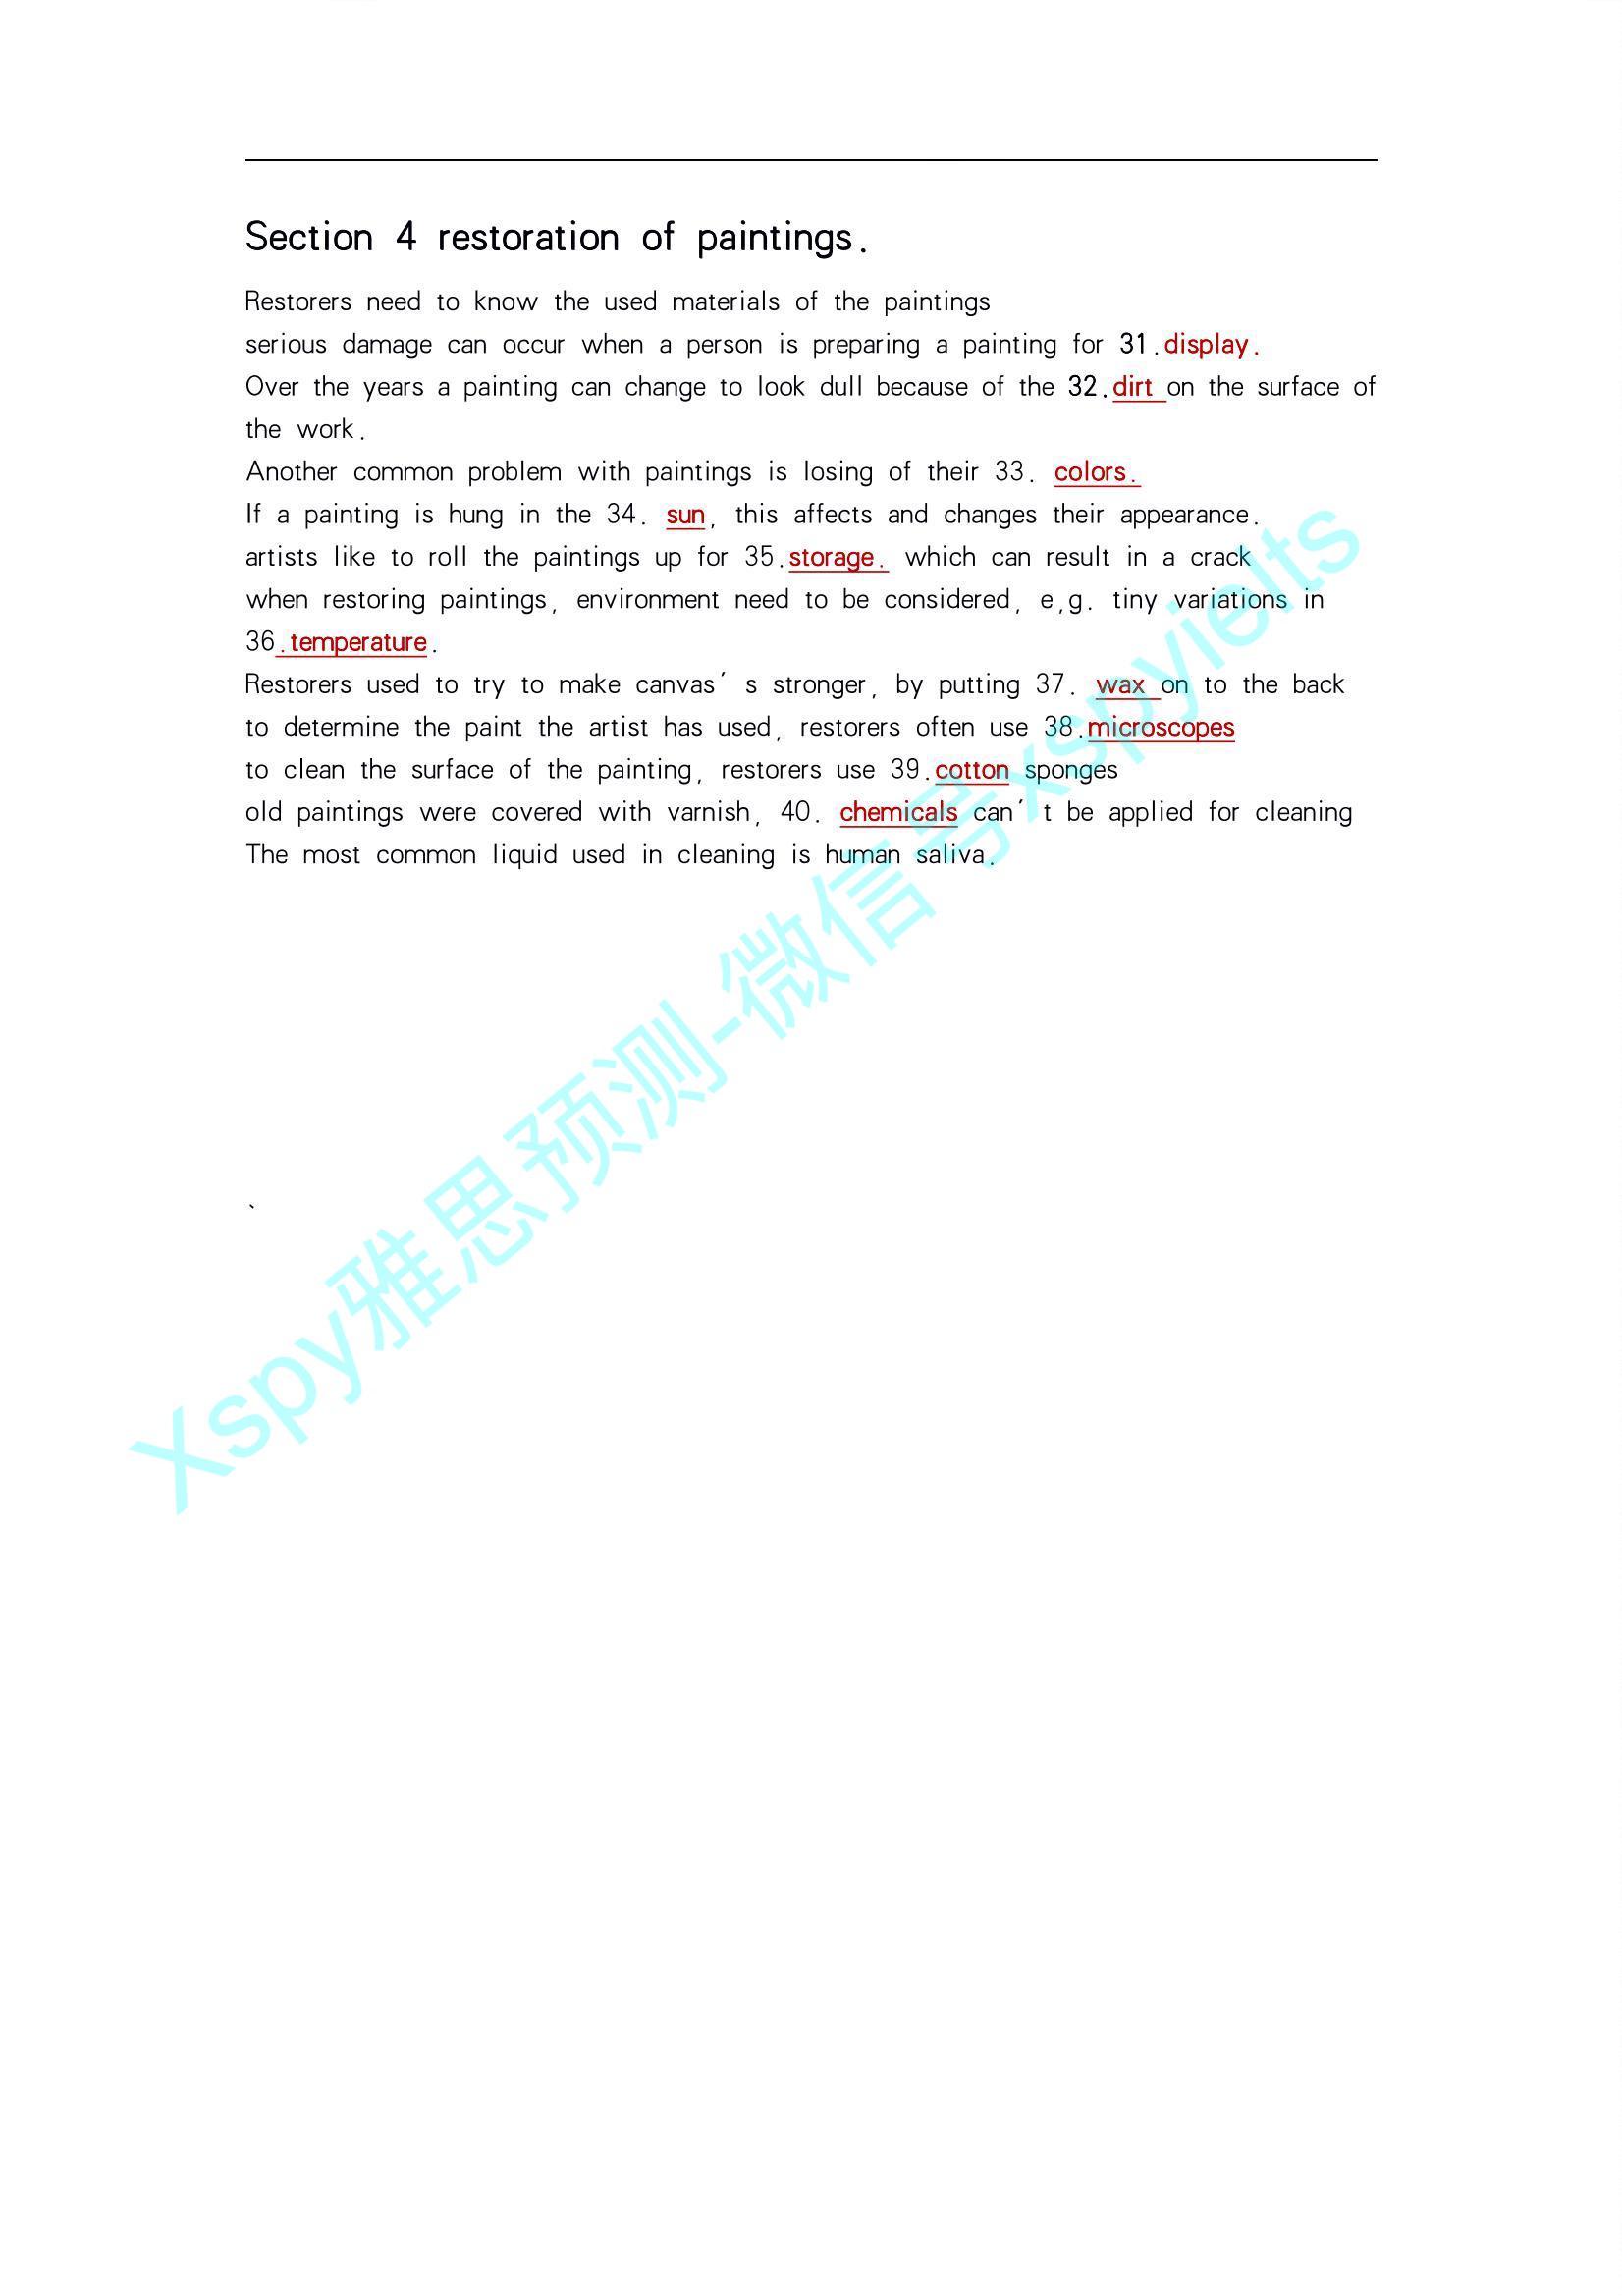 Section 4 restoration of paintings.
Restorers need to know the used materials of the paintings
serious damage can occur when a person is preparing a painting for 31.display.
Over the years a painting can change to look dull because of the 32.dirt on the surface of
the work.
Another common problem with paintings is losing of their 33. colors.
If a painting is hung in the 34. sun, this affects and changes their appearance.
artists like to roll the paintings up for 35.storage. which can result in a crack
when restoring paintings, environment need to be considered, e,g. tiny variations in
36.temperature.
Restorers used to try to make canvas′ s stronger, by putting 37. wax on to the back
to determine the paint the artist has used, restorers often use 38.microscopes
to clean the surface of the painting, restorers use 39.cotton sponges
old paintings were covered with varnish, 40. chemicals can′ t be applied for cleaning
The most common liquid used in cleaning is human saliva.
、
Xspy雅思预测-微信号xspyielts